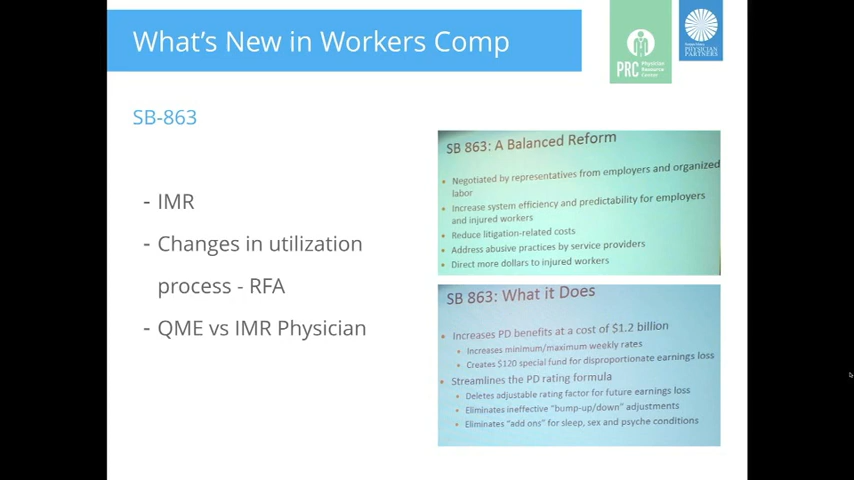 What's New in Workers Comp
PRC Physician
Resource
Center
PHYSICIAN
PARTNERS
SB-863
- IMR
- Changes in utilization
process - RFA
- QME vs IMR Physician
SB 863: A Balanced Reform
• Negotiated by representatives from employers and organized
labor
• Increase system efficiency and predictability for employers
and injured workers
• Reduce litigation-related costs
• Address abusive practices by service providers
• Direct more dollars to injured workers
SB 863: What it Does
• Increases PD benefits at a cost of $1.2 billion
• Increases minimum/maximum weekly rates
• Creates $120 special fund for disproportionate earnings loss
• Streamlines the PD rating formula
• Deletes adjustable rating factor for future earnings loss
• Eliminates ineffective "bump-up/down" adjustments
• Eliminates "add ons" for sleep, sex and psyche conditions